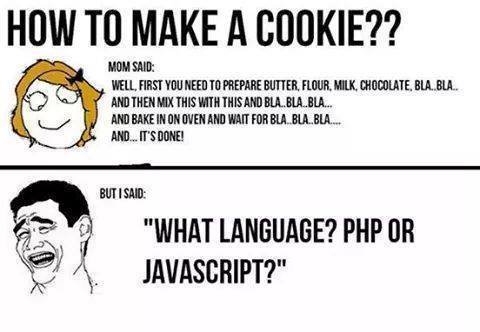 HOW TO MAKE A COOKIE??
MOM SAID:
WELL, FIRST YOU NEED TO PREPARE BUTTER, FLOUR, MILK, CHOCOLATE, BLA..BLA..
AND THEN MIX THIS WITH THIS AND BLA..BLA..BLA...
AND BAKE IN ON OVEN AND WAIT FOR BLA..BLA..BLA....
AND... IT'S DONE!
BUT I SAID:
"WHAT LANGUAGE? PHP OR
JAVASCRIPT?"